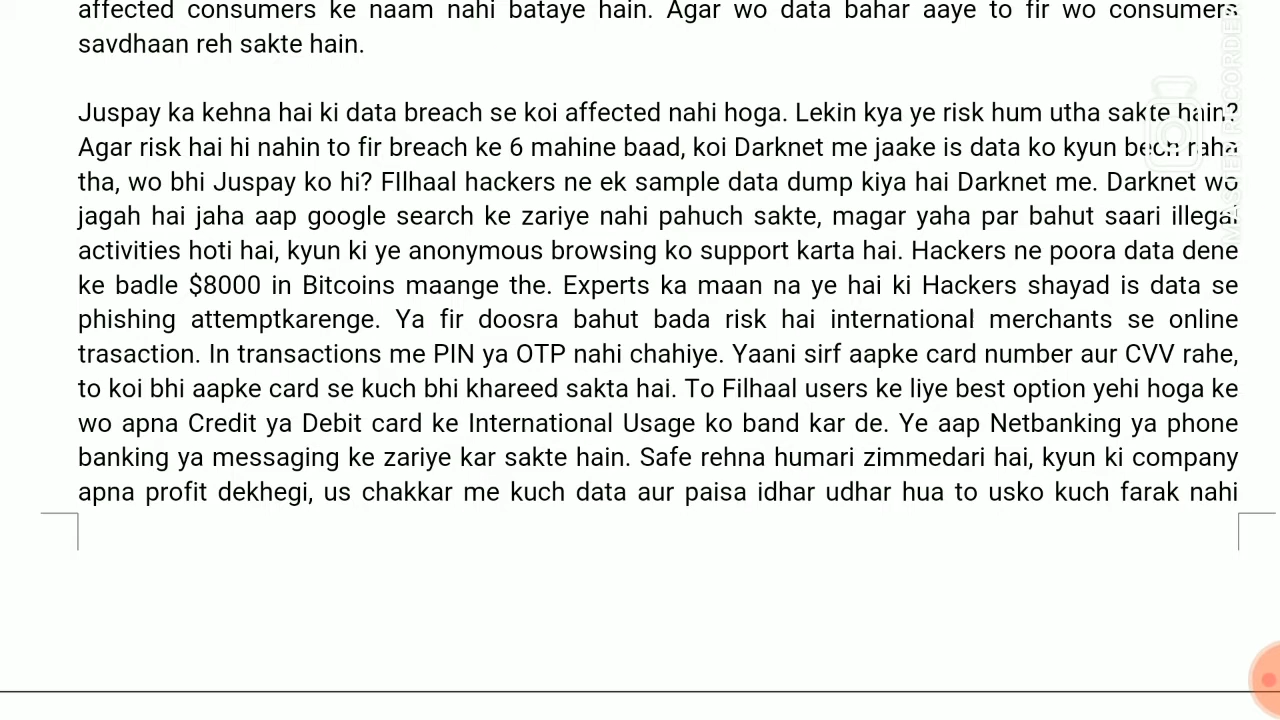 affected consumers ke naam nahi bataye hain. Agar wo data bahar aaye to fir wo consumers
savdhaan reh sakte hain.
Juspay ka kehna hai ki data breach se koi affected nahi hoga. Lekin kya ye risk hum utha sakte hain?
Agar risk hai hi nahin to fir breach ke 6 mahine baad, koi Darknet me jaake is data ko kyun bech raha
tha, wo bhi Juspay ko hi? FIlhaal hackers ne ek sample data dump kiya hai Darknet me. Darknet wo
jagah hai jaha aap google search ke zariye nahi pahuch sakte, magar yaha par bahut saari illegal
activities hoti hai, kyun ki ye anonymous browsing ko support karta hai. Hackers ne poora data dene
ke badle $8000 in Bitcoins maange the. Experts ka maan na ye hai ki Hackers shayad is data se
phishing attemptkarenge. Ya fir doosra bahut bada risk hai international merchants se online
trasaction. In transactions me PIN ya OTP nahi chahiye. Yaani sirf aapke card number aur CVV rahe,
to koi bhi aapke card se kuch bhi khareed sakta hai. To Filhaal users ke liye best option yehi hoga ke
wo apna Credit ya Debit card ke International Usage ko band kar de. Ye aap Netbanking ya phone
banking ya messaging ke zariye kar sakte hain. Safe rehna humari zimmedari hai, kyun ki company
apna profit dekhegi, us chakkar me kuch data aur paisa idhar udhar hua to usko kuch farak nahi